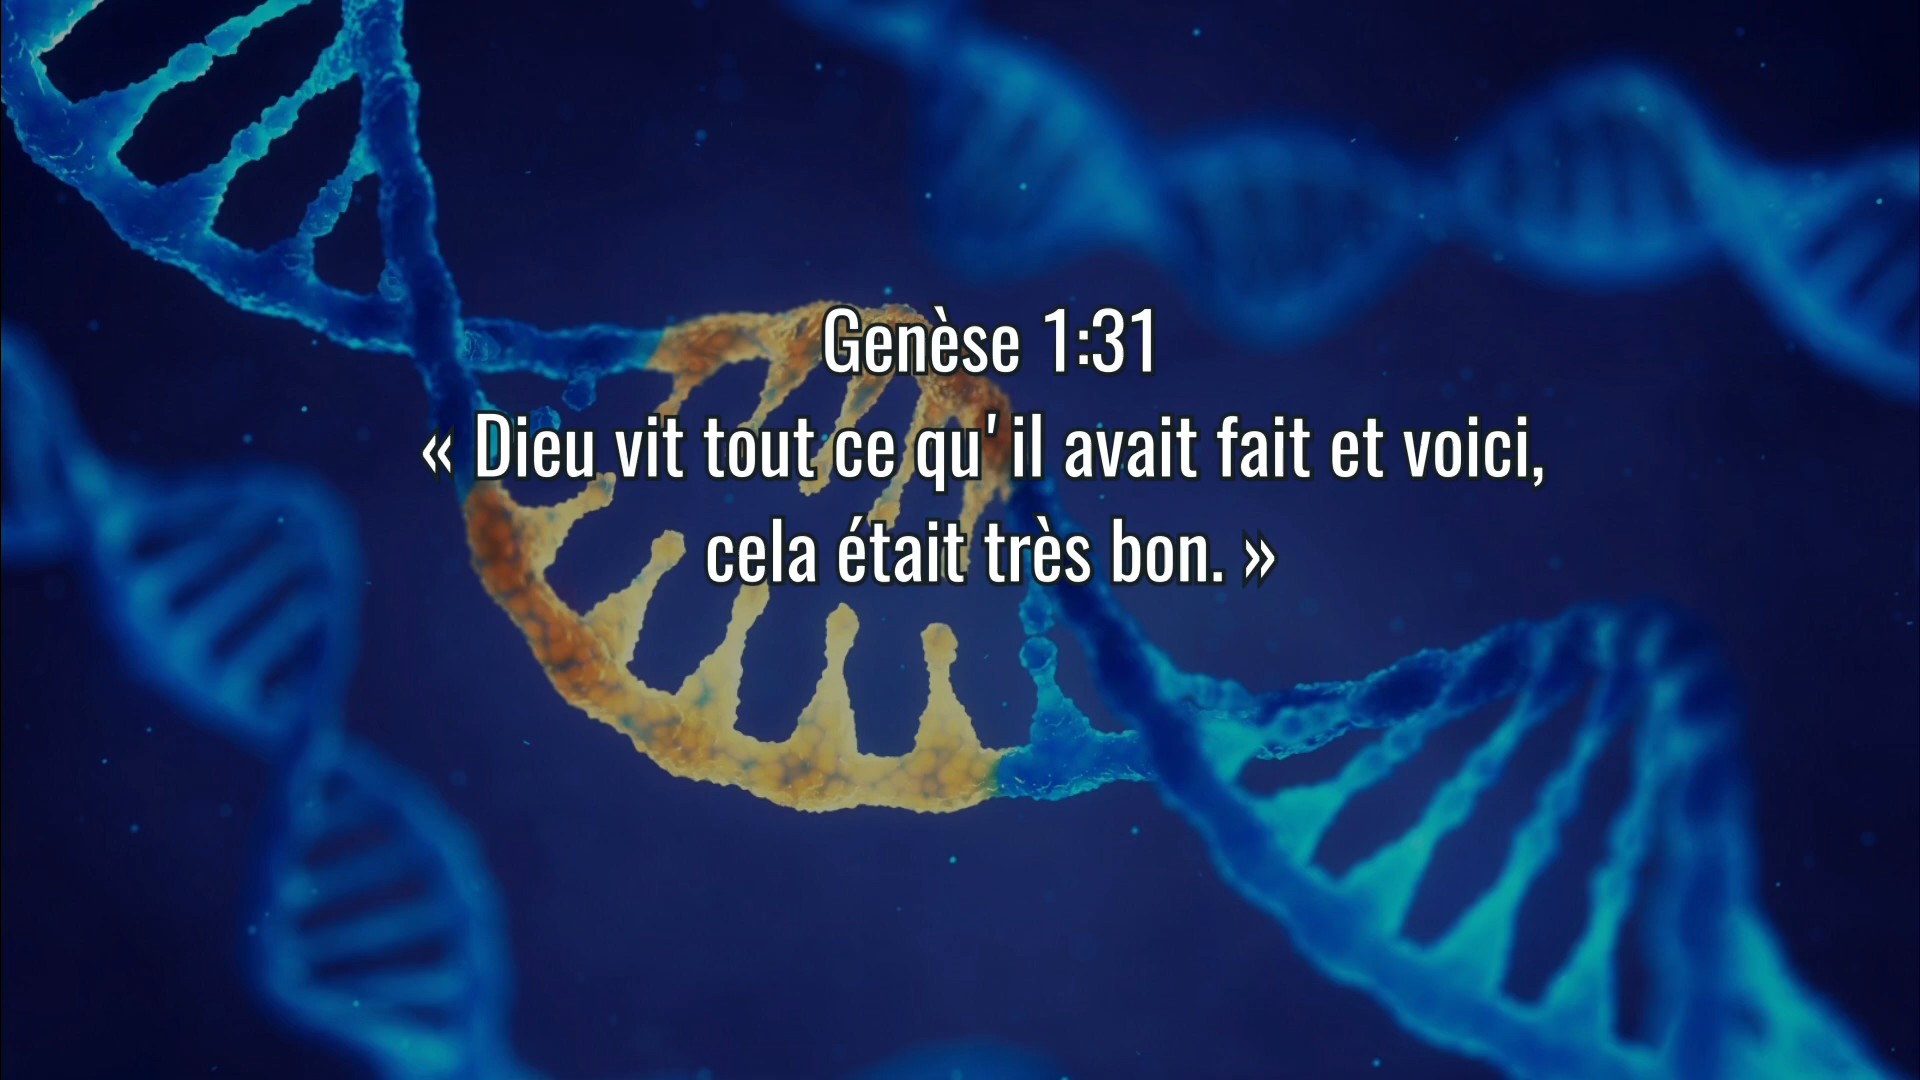 Genèse 1:31
« Dieu vit tout ce qu'il avait fait et voici,
cela était très bon. »